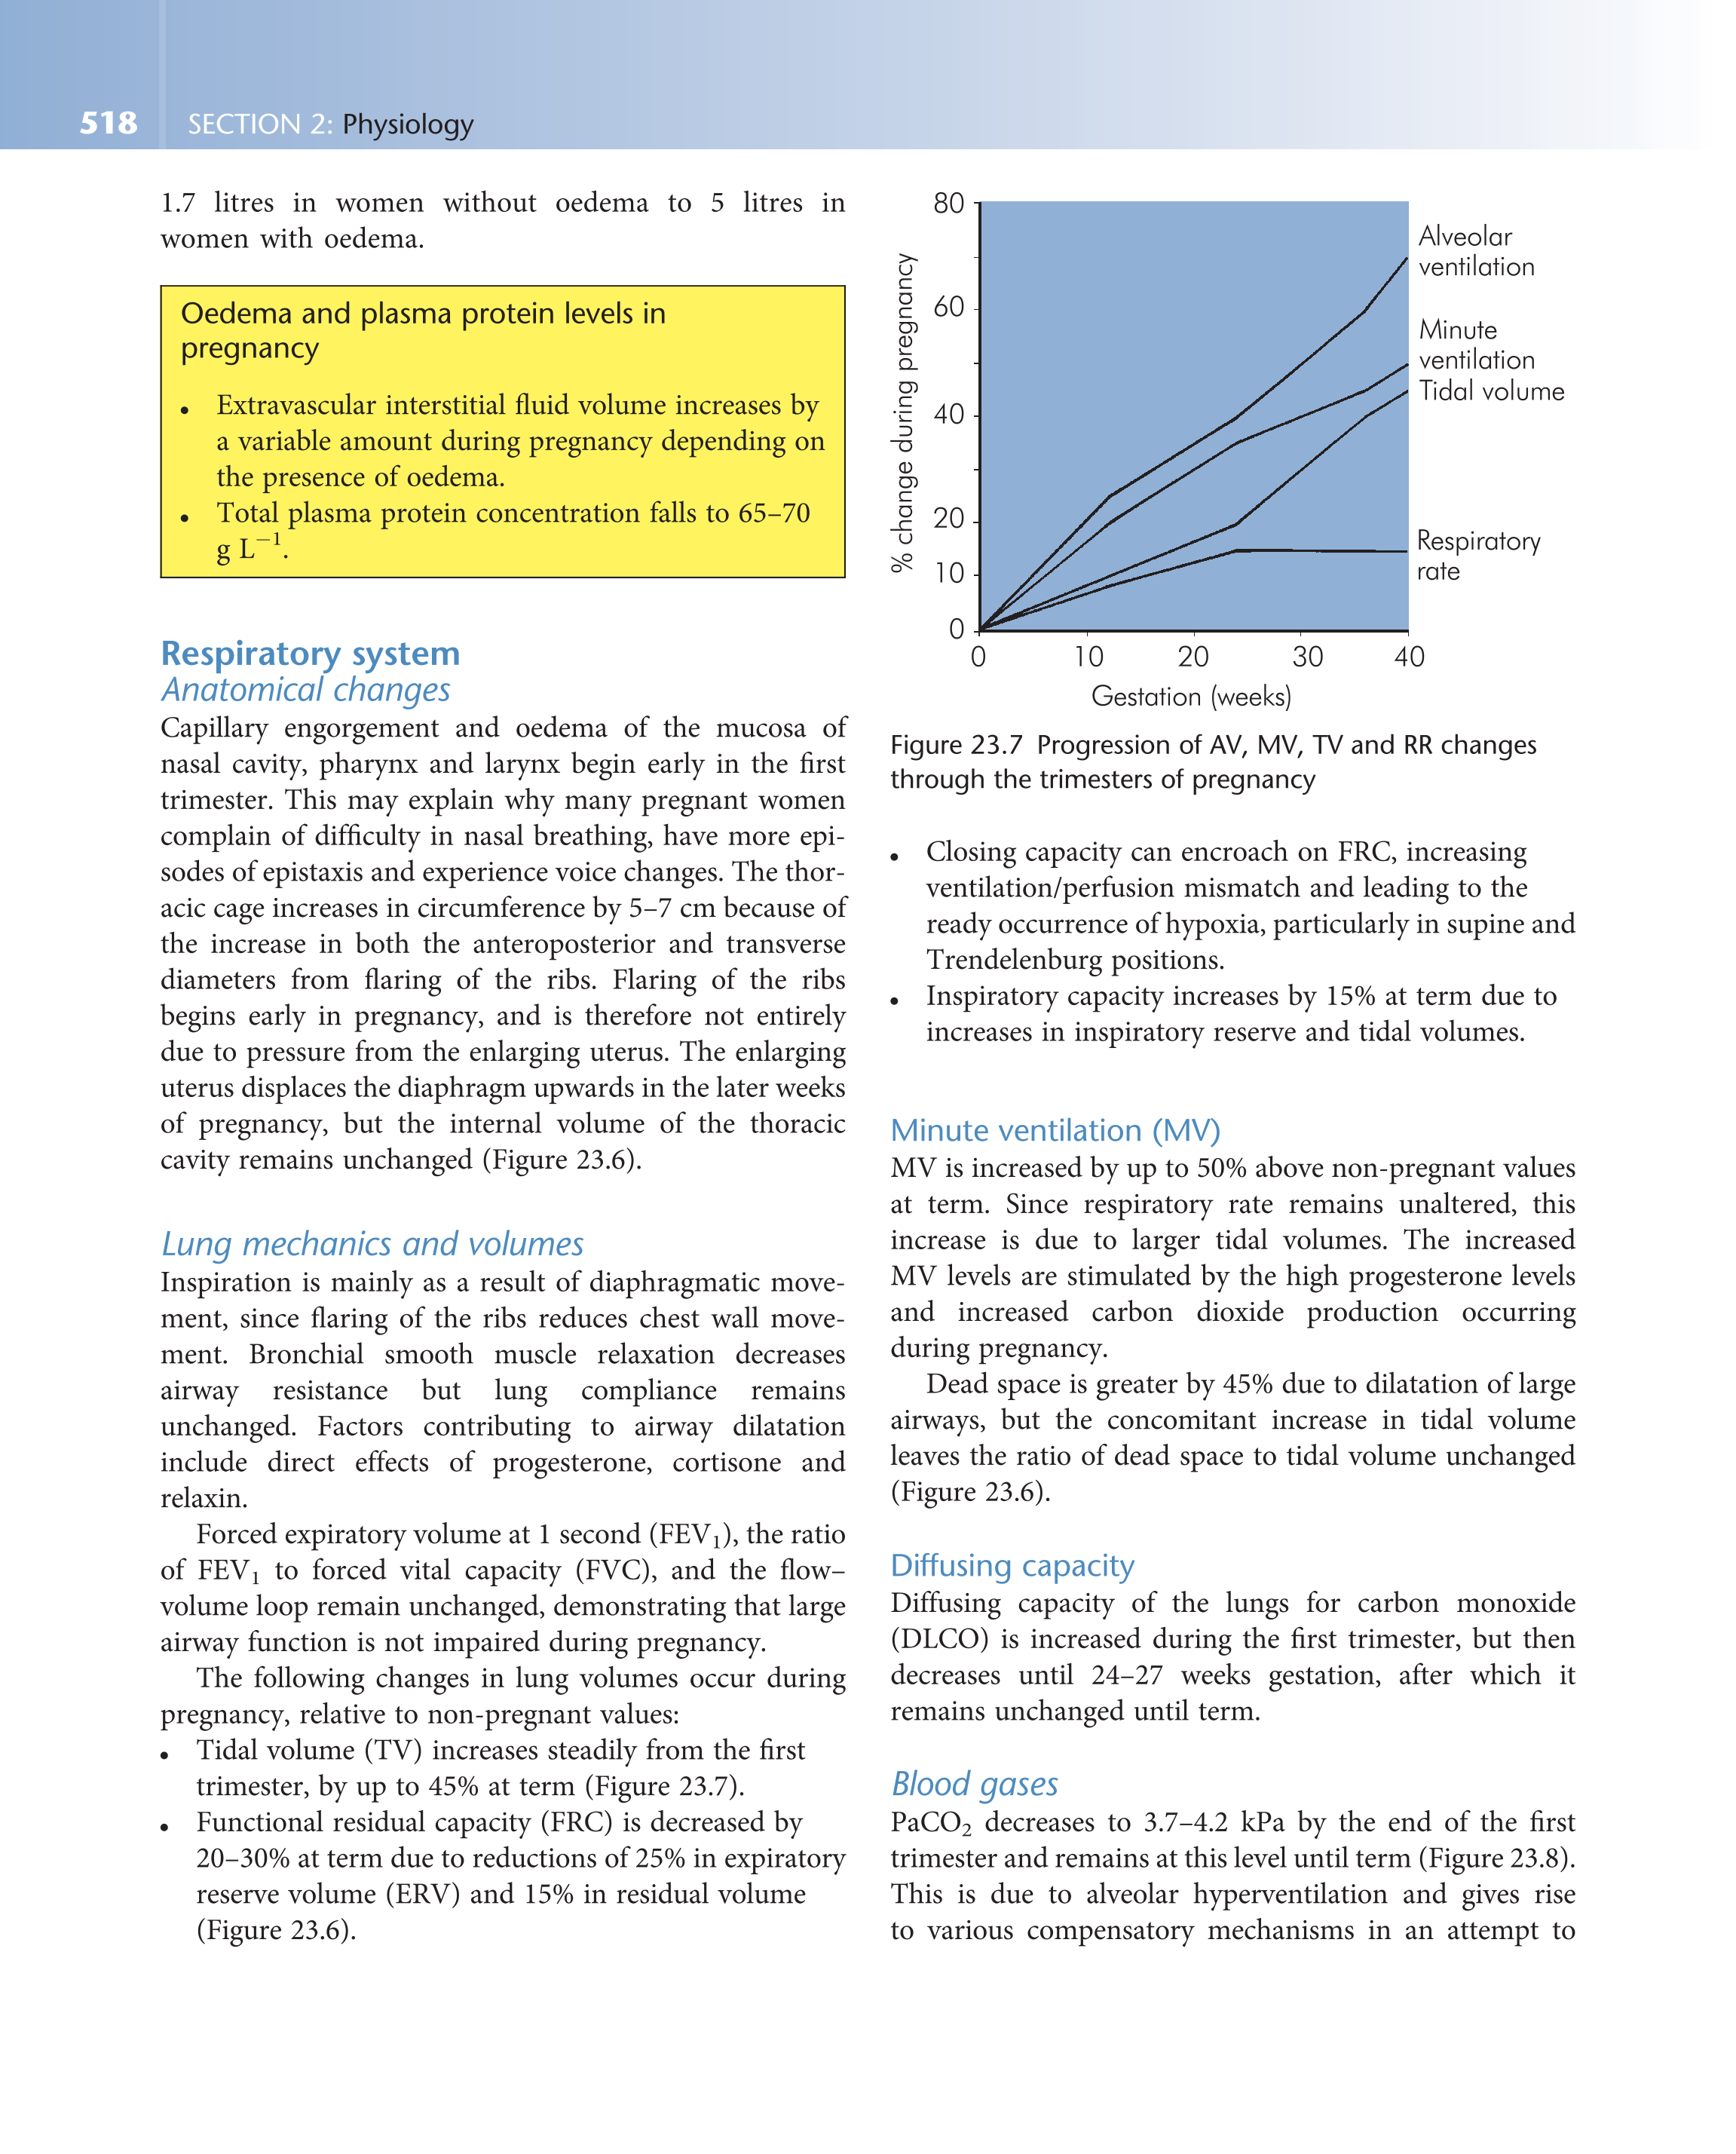 518 SECTION 2: Physiology
1.7 litres in women without oedema to 5 litres in
women with oedema.
Oedema and plasma protein levels in
pregnancy
• Extravascular interstitial fluid volume increases by
a variable amount during pregnancy depending on
the presence of oedema.
• Total plasma protein concentration falls to 65–70
g L⁻¹.
Respiratory system
Anatomical changes
Capillary engorgement and oedema of the mucosa of
nasal cavity, pharynx and larynx begin early in the first
trimester. This may explain why many pregnant women
complain of difficulty in nasal breathing, have more epi-
sodes of epistaxis and experience voice changes. The thor-
acic cage increases in circumference by 5–7 cm because of
the increase in both the anteroposterior and transverse
diameters from flaring of the ribs. Flaring of the ribs
begins early in pregnancy, and is therefore not entirely
due to pressure from the enlarging uterus. The enlarging
uterus displaces the diaphragm upwards in the later weeks
of pregnancy, but the internal volume of the thoracic
cavity remains unchanged (Figure 23.6).
Lung mechanics and volumes
Inspiration is mainly as a result of diaphragmatic move-
ment, since flaring of the ribs reduces chest wall move-
ment. Bronchial smooth muscle relaxation decreases
airway resistance but lung compliance remains
unchanged. Factors contributing to airway dilatation
include direct effects of progesterone, cortisone and
relaxin.
Forced expiratory volume at 1 second (FEV₁), the ratio
of FEV₁ to forced vital capacity (FVC), and the flow–
volume loop remain unchanged, demonstrating that large
airway function is not impaired during pregnancy.
The following changes in lung volumes occur during
pregnancy, relative to non-pregnant values:
• Tidal volume (TV) increases steadily from the first
trimester, by up to 45% at term (Figure 23.7).
• Functional residual capacity (FRC) is decreased by
20–30% at term due to reductions of 25% in expiratory
reserve volume (ERV) and 15% in residual volume
(Figure 23.6).
% change during pregnancy
80
60
40
20
10
0
0 10 20 30 40
Gestation (weeks)
Alveolar
ventilation
Minute
ventilation
Tidal volume
Respiratory
rate
Figure 23.7 Progression of AV, MV, TV and RR changes
through the trimesters of pregnancy
• Closing capacity can encroach on FRC, increasing
ventilation/perfusion mismatch and leading to the
ready occurrence of hypoxia, particularly in supine and
Trendelenburg positions.
• Inspiratory capacity increases by 15% at term due to
increases in inspiratory reserve and tidal volumes.
Minute ventilation (MV)
MV is increased by up to 50% above non-pregnant values
at term. Since respiratory rate remains unaltered, this
increase is due to larger tidal volumes. The increased
MV levels are stimulated by the high progesterone levels
and increased carbon dioxide production occurring
during pregnancy.
Dead space is greater by 45% due to dilatation of large
airways, but the concomitant increase in tidal volume
leaves the ratio of dead space to tidal volume unchanged
(Figure 23.6).
Diffusing capacity
Diffusing capacity of the lungs for carbon monoxide
(DLCO) is increased during the first trimester, but then
decreases until 24–27 weeks gestation, after which it
remains unchanged until term.
Blood gases
PaCO₂ decreases to 3.7–4.2 kPa by the end of the first
trimester and remains at this level until term (Figure 23.8).
This is due to alveolar hyperventilation and gives rise
to various compensatory mechanisms in an attempt to